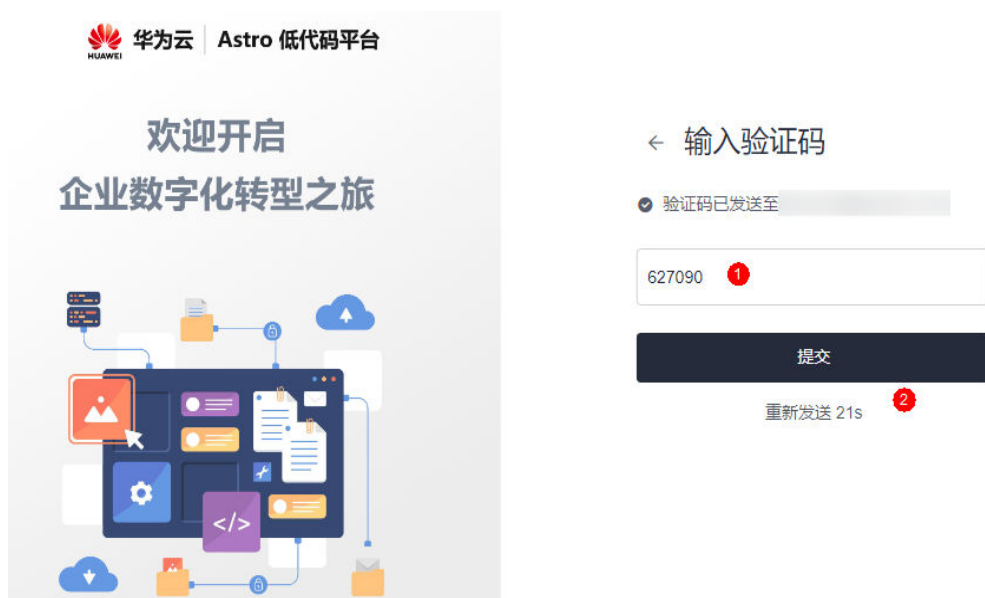 华为云 Astro 低代码平台
HUAWEI
欢迎开启
企业数字化转型之旅
</>
← 输入验证码
验证码已发送至
627090 1
提交
2
重新发送 21s